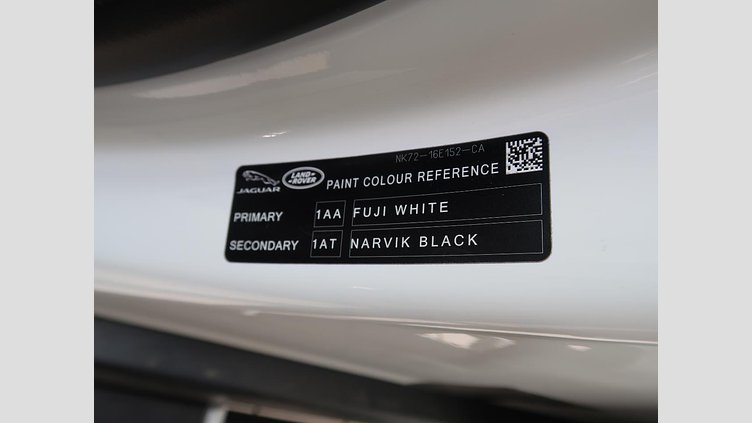 NK72-16E152-CA
JAGUAR
LAND ROVER
PAINT COLOUR REFERENCE
PRIMARY 1AA FUJI WHITE
SECONDARY 1AT NARVIK BLACK